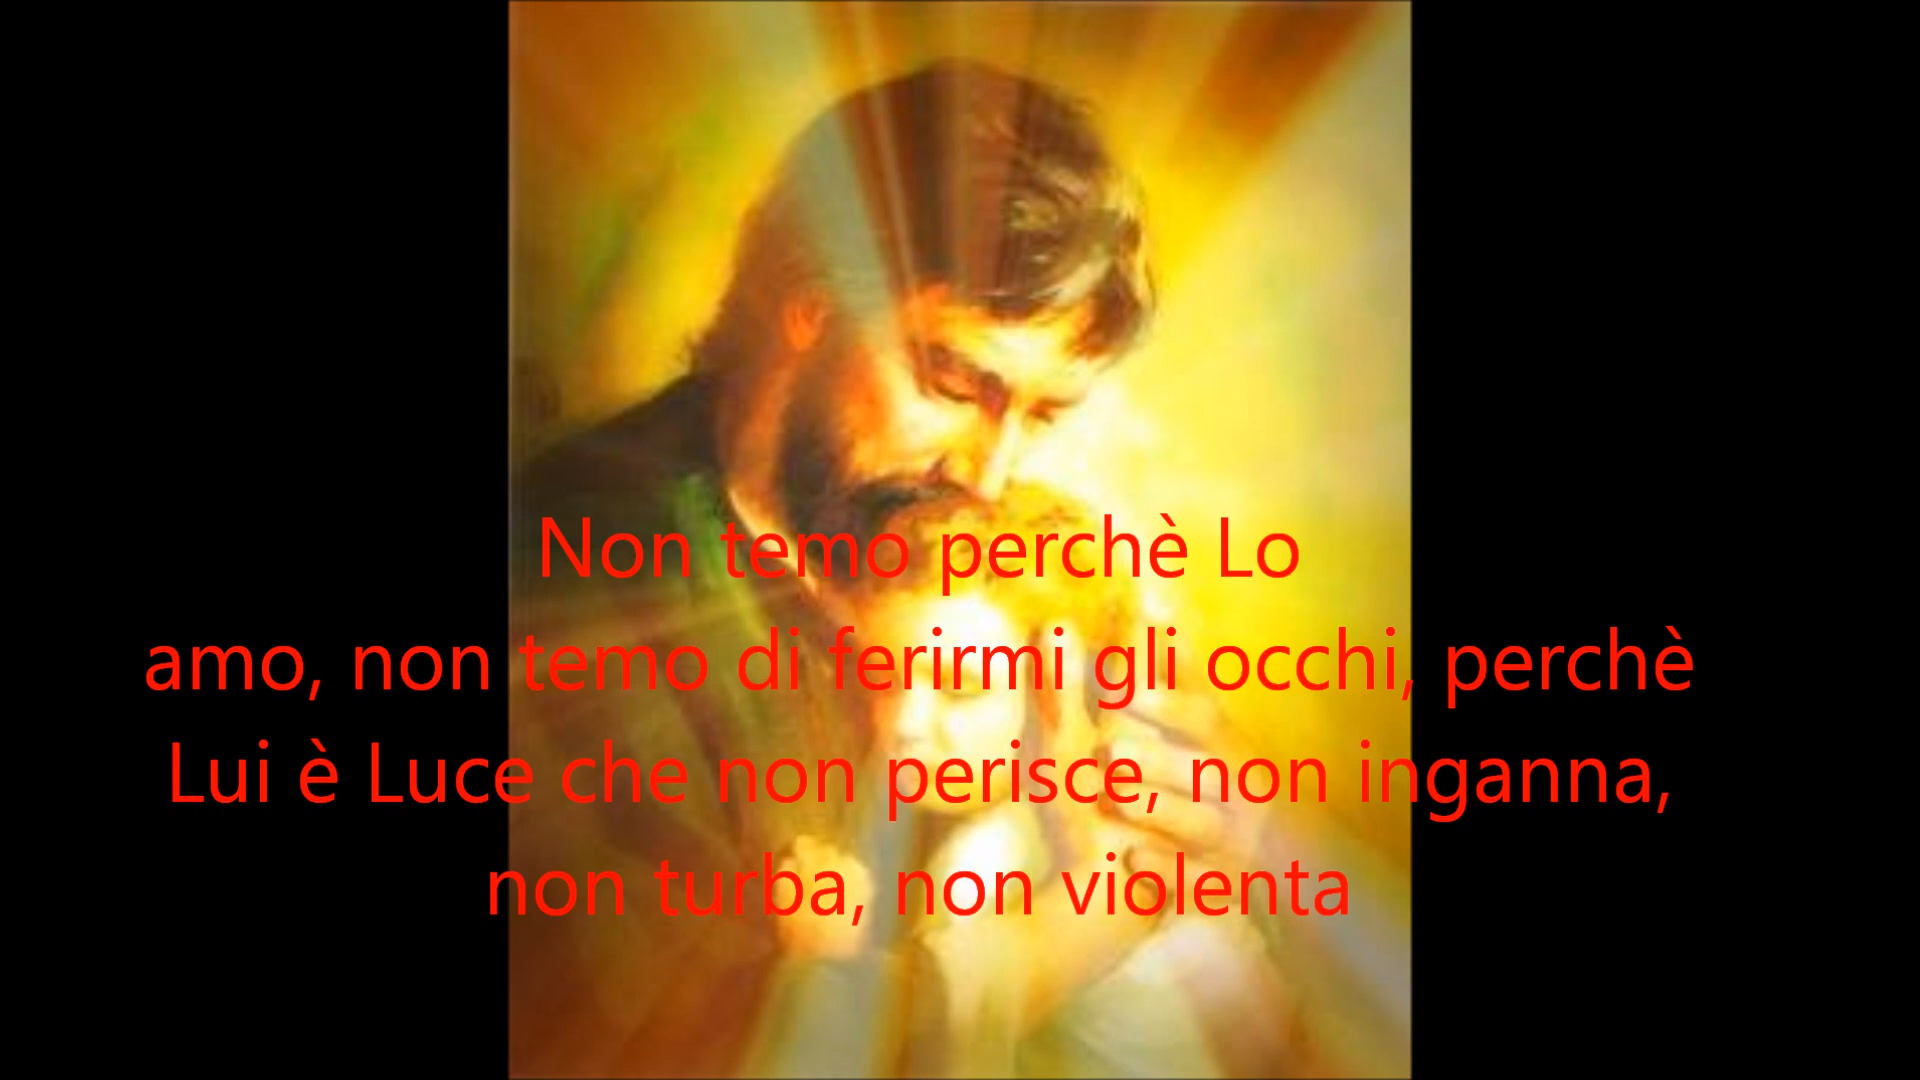 Non temo perchè Lo
amo, non temo di ferirmi gli occhi, perchè
Lui è Luce che non perisce, non inganna,
non turba, non violenta